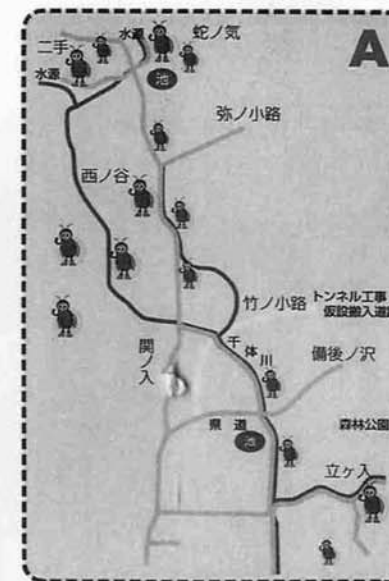 水源
蛇ノ気
二手
A
水源
池
弥ノ小路
西ノ谷
竹ノ小路
トンネル工事
仮設搬入道
関ノ入
千体川
備後ノ沢
県道
森林公園
池
立ヶ入